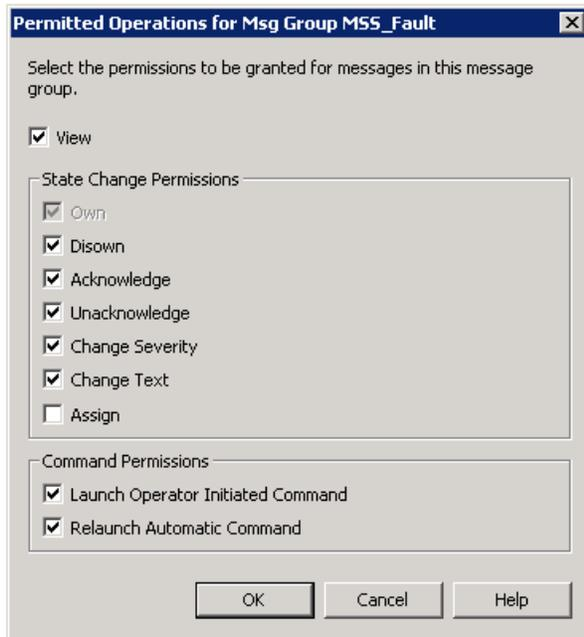 Permitted Operations for Msg Group MSS_Fault
Select the permissions to be granted for messages in this message
group.
View
State Change Permissions
Own
Disown
Acknowledge
Unacknowledge
Change Severity
Change Text
Assign
Command Permissions
Launch Operator Initiated Command
Relaunch Automatic Command
OK Cancel Help